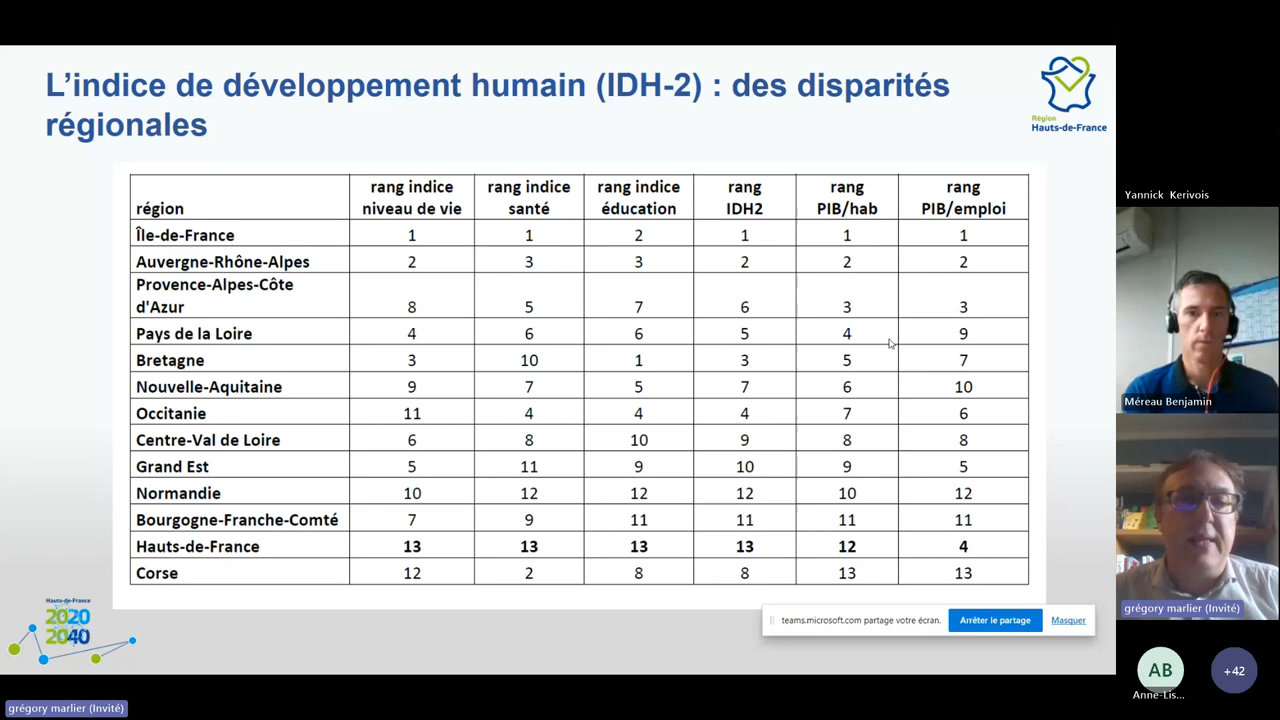 L'indice de développement humain (IDH-2) : des disparités
régionales
Région
Hauts-de-France
région rang indice niveau de vie rang indice santé rang indice éducation rang IDH2 rang PIB/hab rang PIB/emploi
Île-de-France 1 1 2 1 1 1
Auvergne-Rhône-Alpes 2 3 3 2 2 2
Provence-Alpes-Côte d'Azur 8 5 7 6 3 3
Pays de la Loire 4 6 6 5 4 9
Bretagne 3 10 1 3 5 7
Nouvelle-Aquitaine 9 7 5 7 6 10
Occitanie 11 4 4 4 7 6
Centre-Val de Loire 6 8 10 9 8 8
Grand Est 5 11 9 10 9 5
Normandie 10 12 12 12 10 12
Bourgogne-Franche-Comté 7 9 11 11 11 11
Hauts-de-France 13 13 13 13 12 4
Corse 12 2 8 8 13 13
Hauts-de-France
2020
2040
teams.microsoft.com partage votre écran. Arrêter le partage Masquer
Yannick Kerivois
Méreau Benjamin
grégory marlier (Invité)
AB
Anne-Lis...
+42
grégory marlier (Invité)